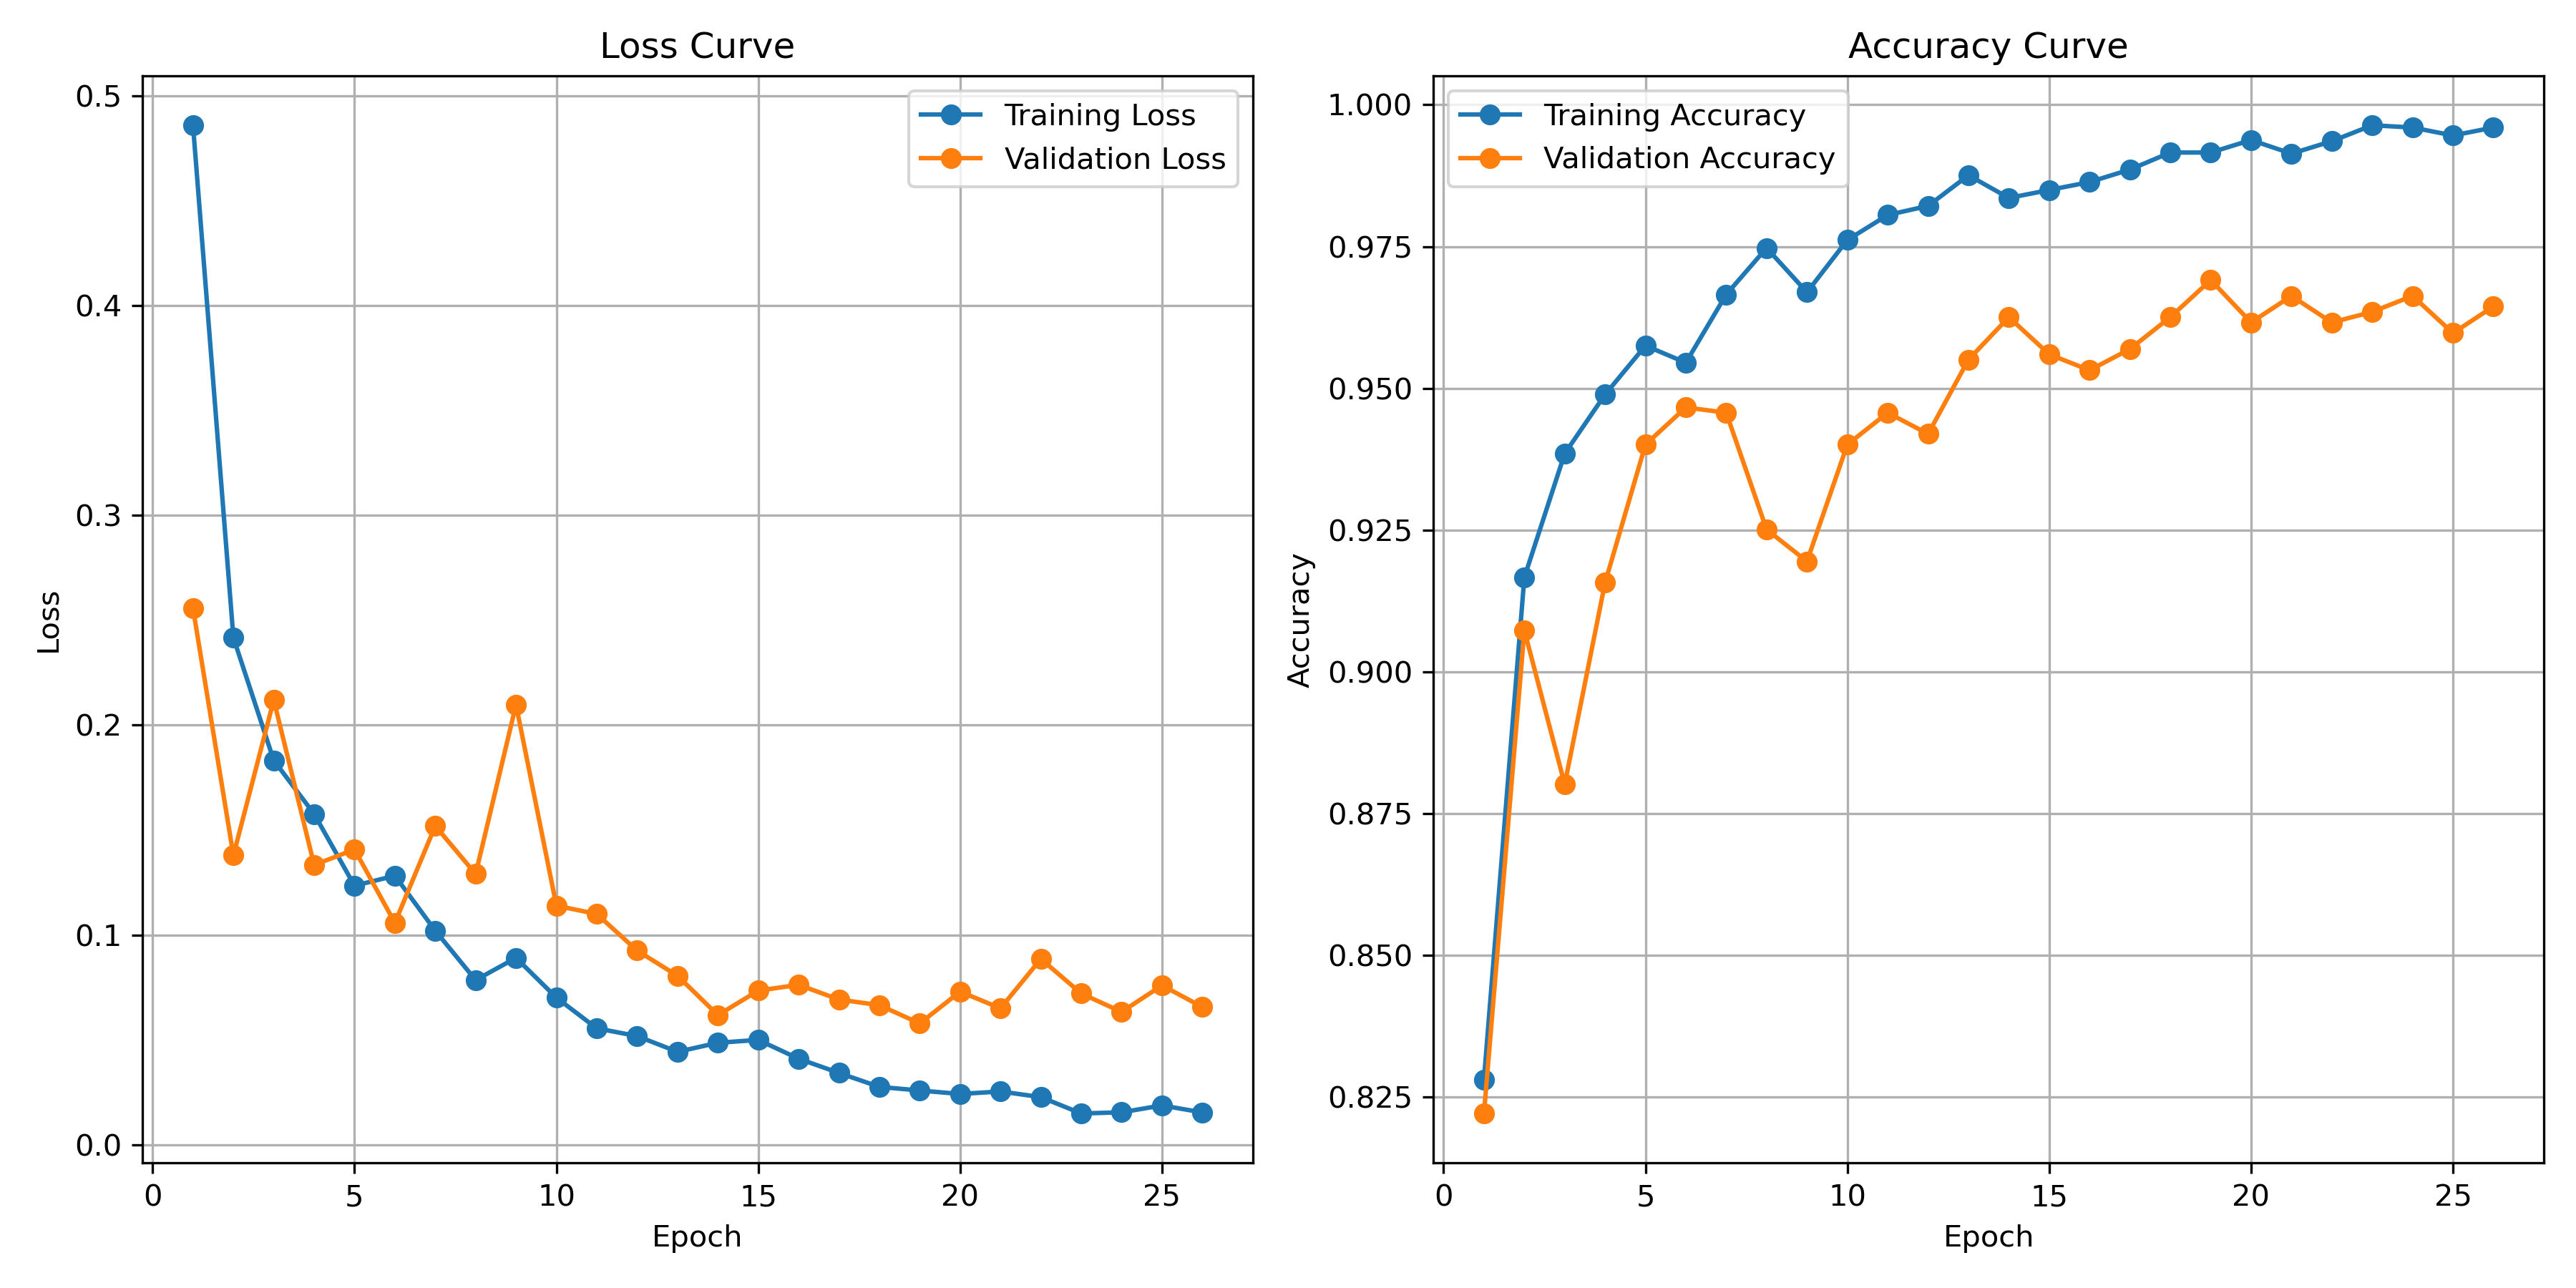 Loss Curve
0.5
0.4
0.3
0.2
0.1
0.0
Loss
0 5 10 15 20 25
Epoch
Training Loss
Validation Loss
Accuracy Curve
1.000
0.975
0.950
0.925
0.900
0.875
0.850
0.825
Accuracy
0 5 10 15 20 25
Epoch
Training Accuracy
Validation Accuracy